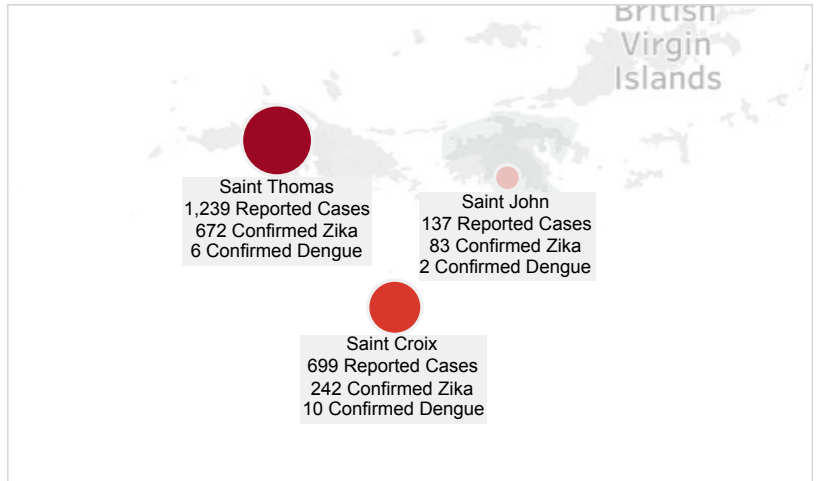 British
Virgin
Islands
Saint Thomas
1,239 Reported Cases
672 Confirmed Zika
6 Confirmed Dengue
Saint John
137 Reported Cases
83 Confirmed Zika
2 Confirmed Dengue
Saint Croix
699 Reported Cases
242 Confirmed Zika
10 Confirmed Dengue